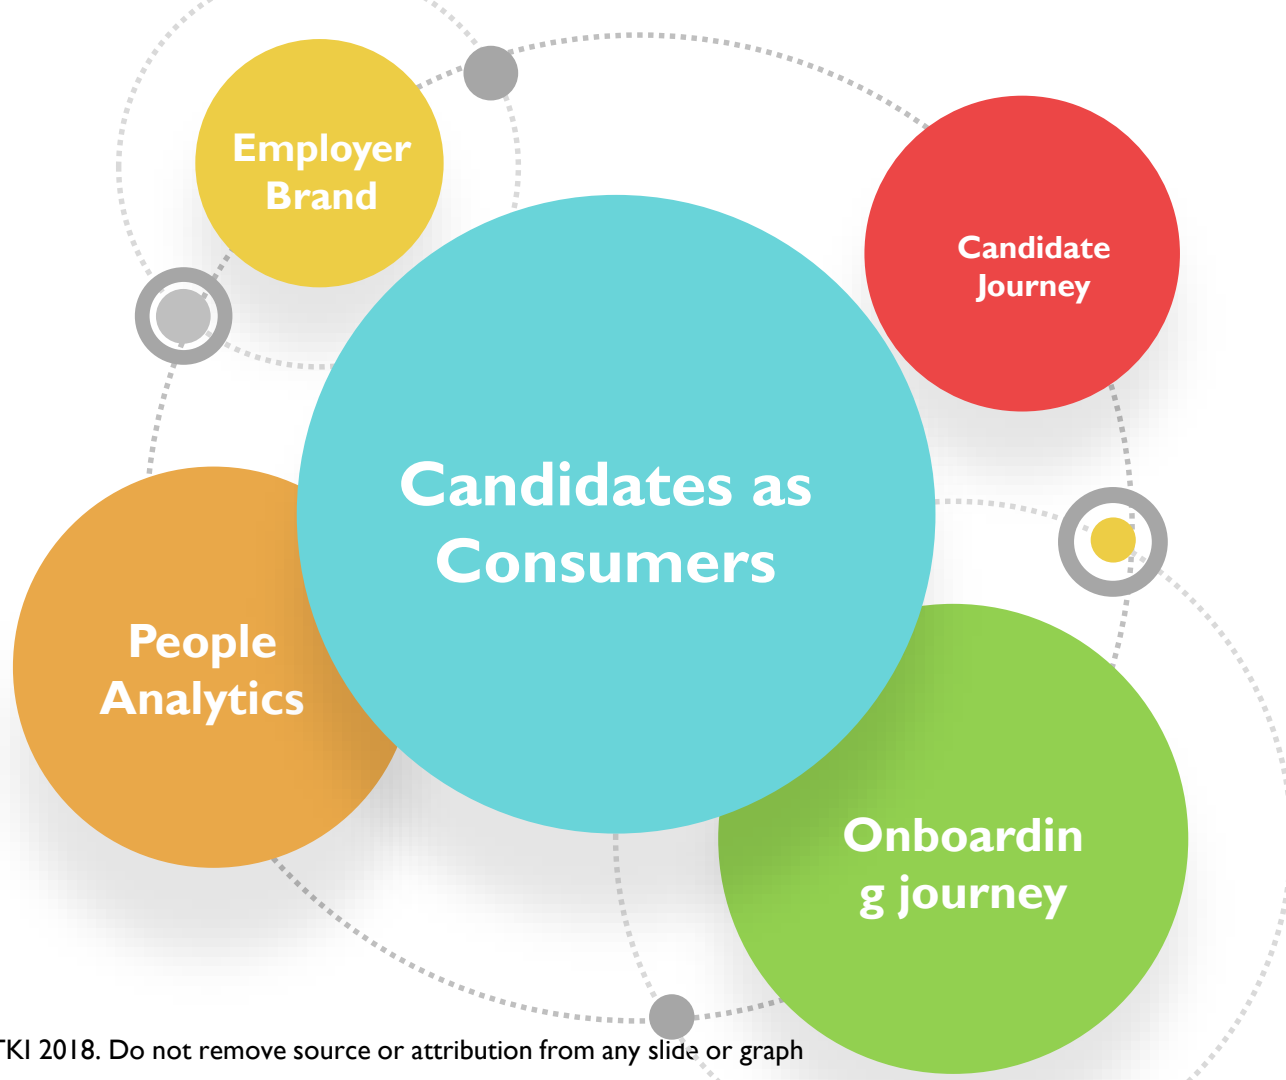 Employer
Brand
Candidate
Journey
Candidates as
Consumers
People
Analytics
Onboardin
g journey
TKI 2018. Do not remove source or attribution from any slide or graph